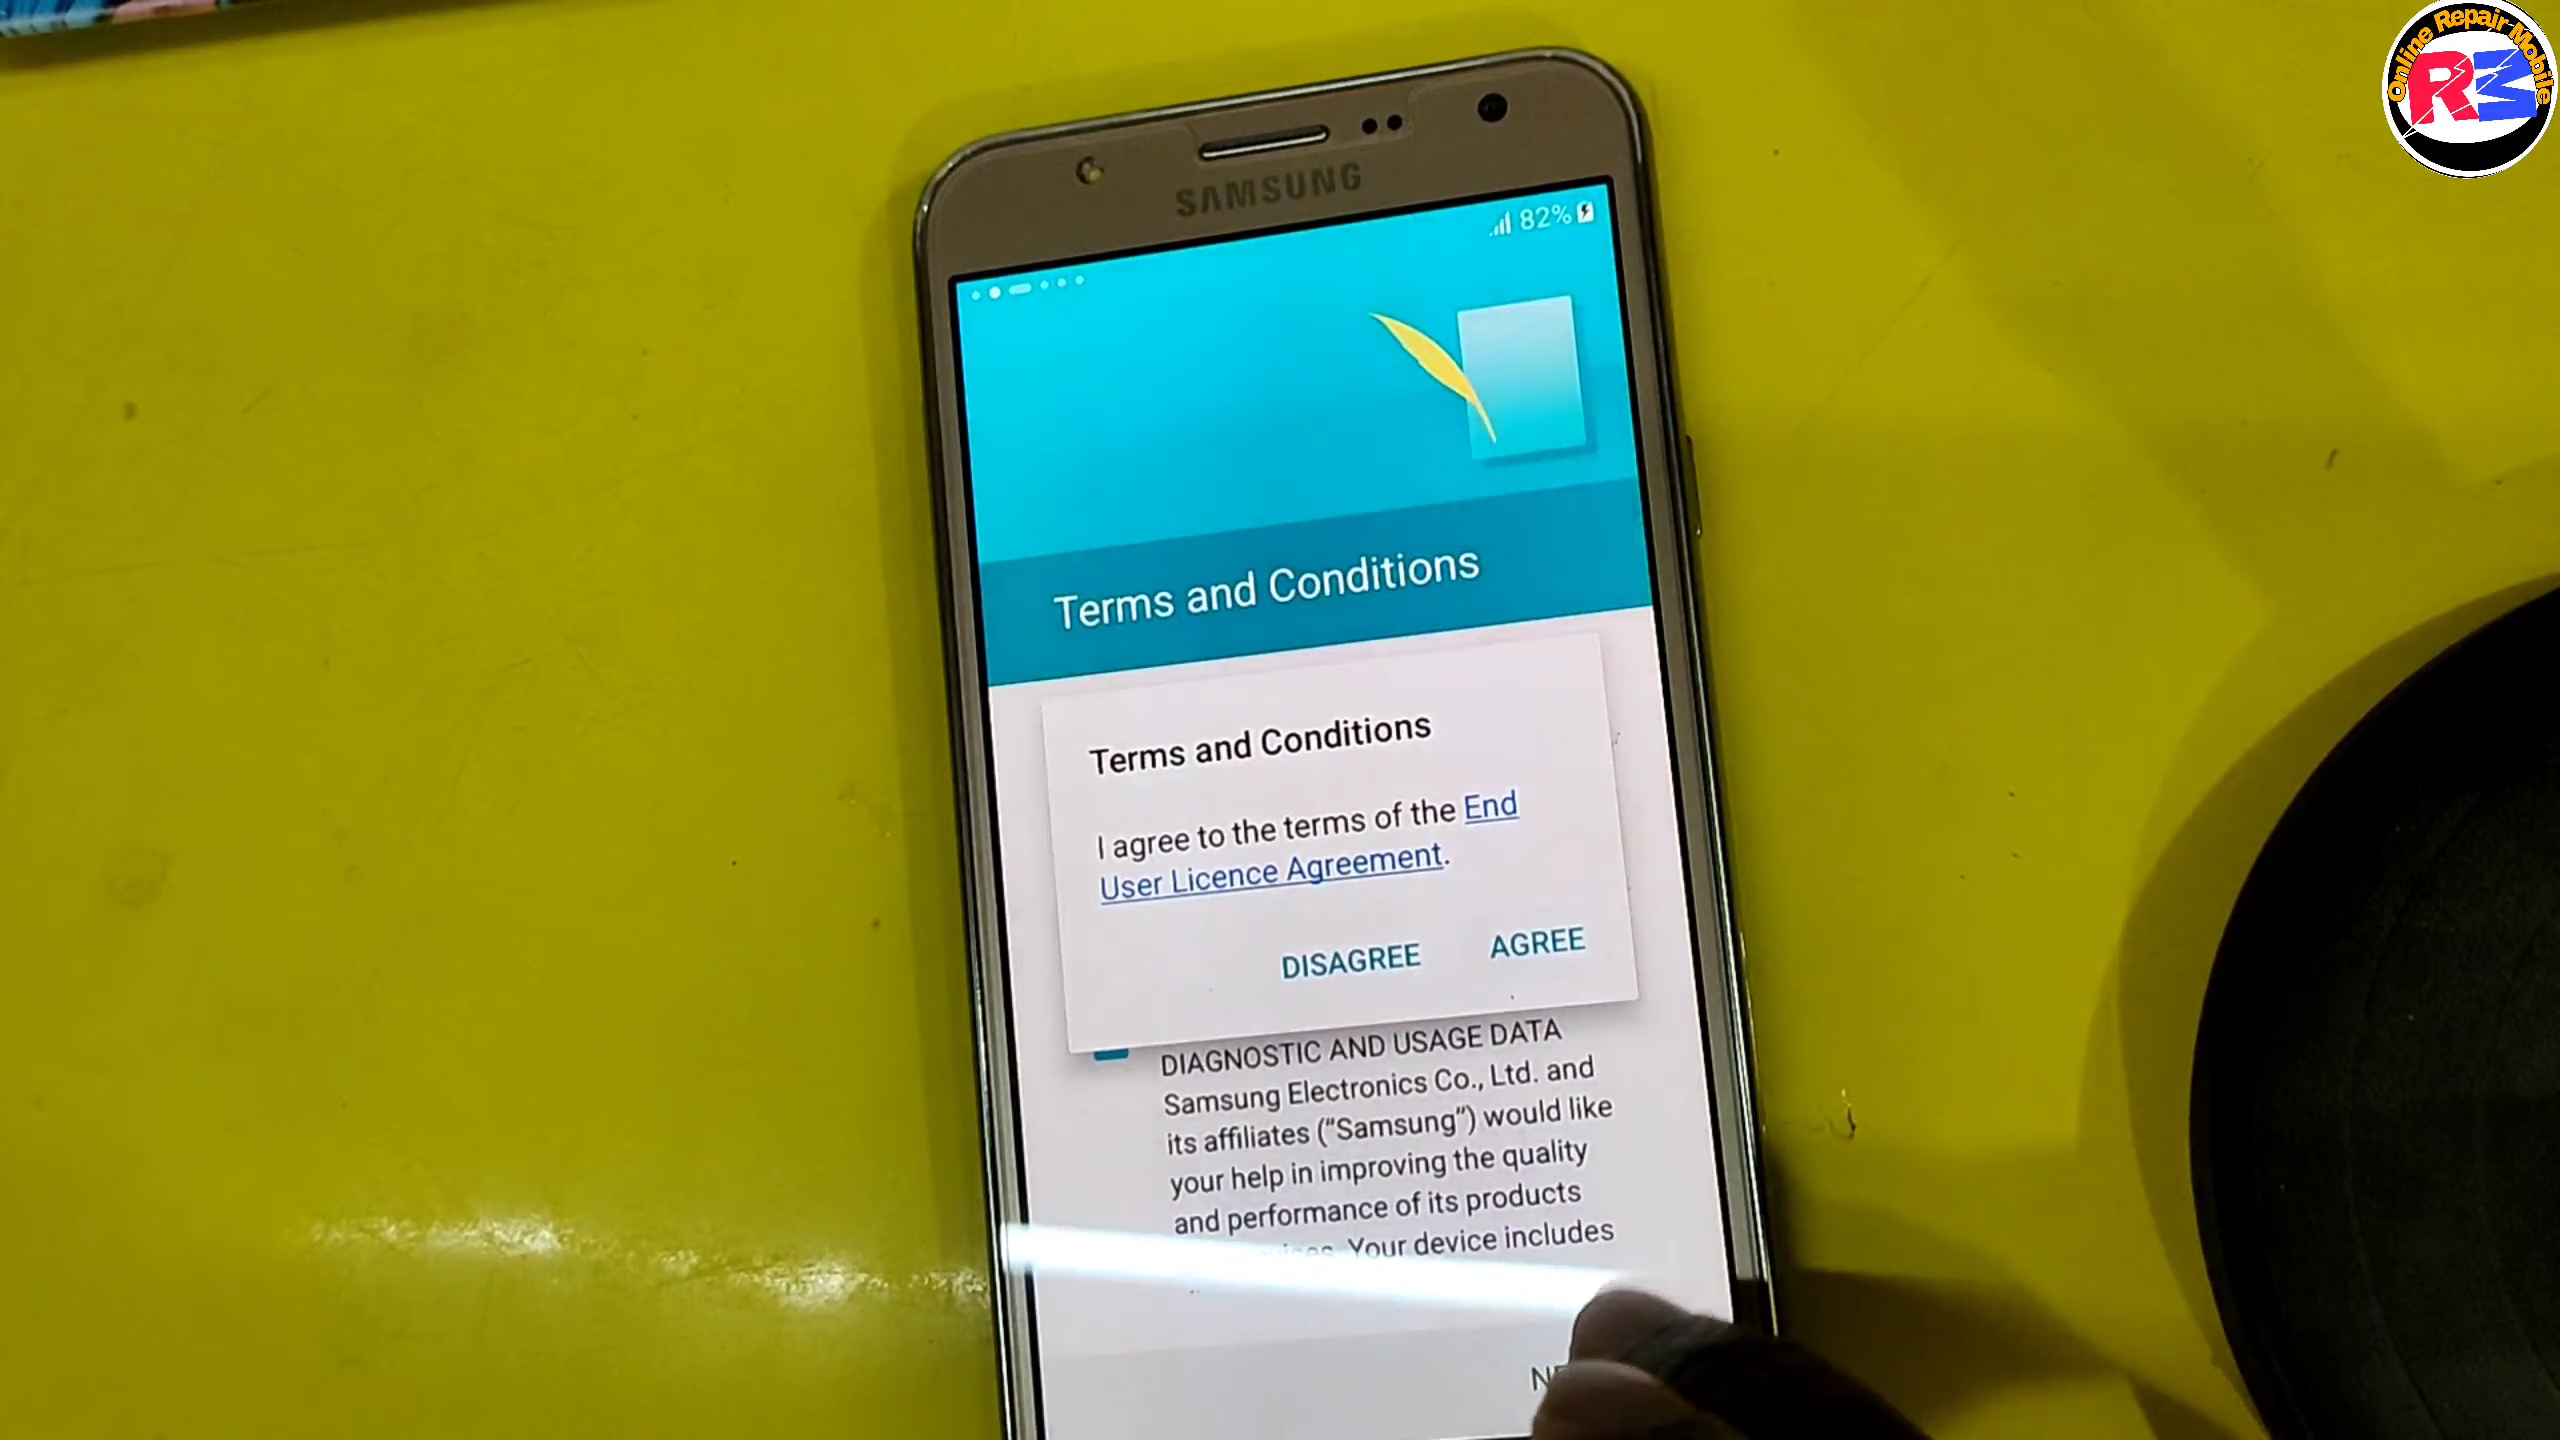 Online Repair Mobile
SAMSUNG
82%
Terms and Conditions
Terms and Conditions
I agree to the terms of the End
User Licence Agreement.
DISAGREE AGREE
DIAGNOSTIC AND USAGE DATA
Samsung Electronics Co., Ltd. and
its affiliates ("Samsung") would like
your help in improving the quality
and performance of its products
Your device includes